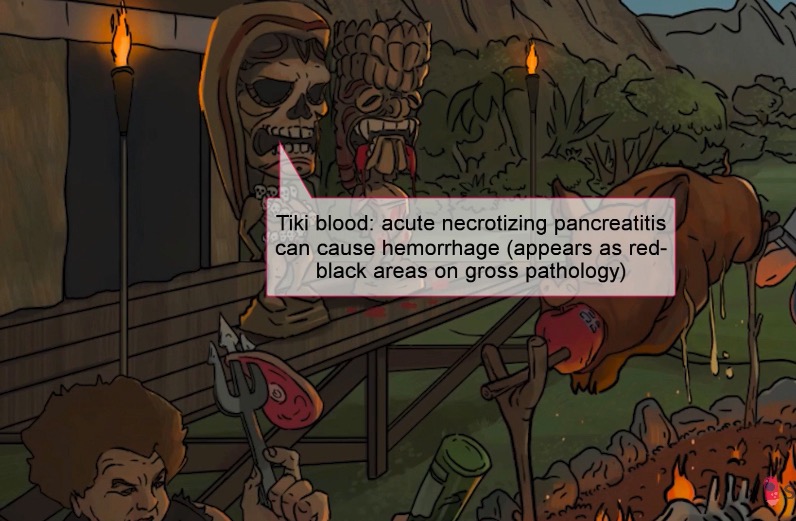 Tiki blood: acute necrotizing pancreatitis
can cause hemorrhage (appears as red-
black areas on gross pathology)